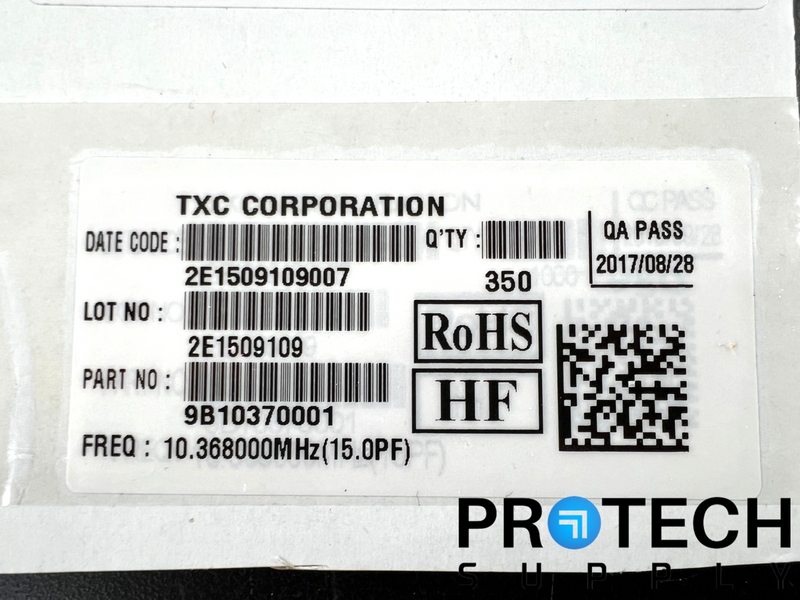 TXC CORPORATION
DATE CODE :
2E1509109007
Q'TY :
350
QA PASS
2017/08/28
LOT NO :
2E1509109
RoHS
PART NO :
9B10370001
HF
FREQ : 10.368000MHz(15.0PF)
PROTECH
SUPPLY